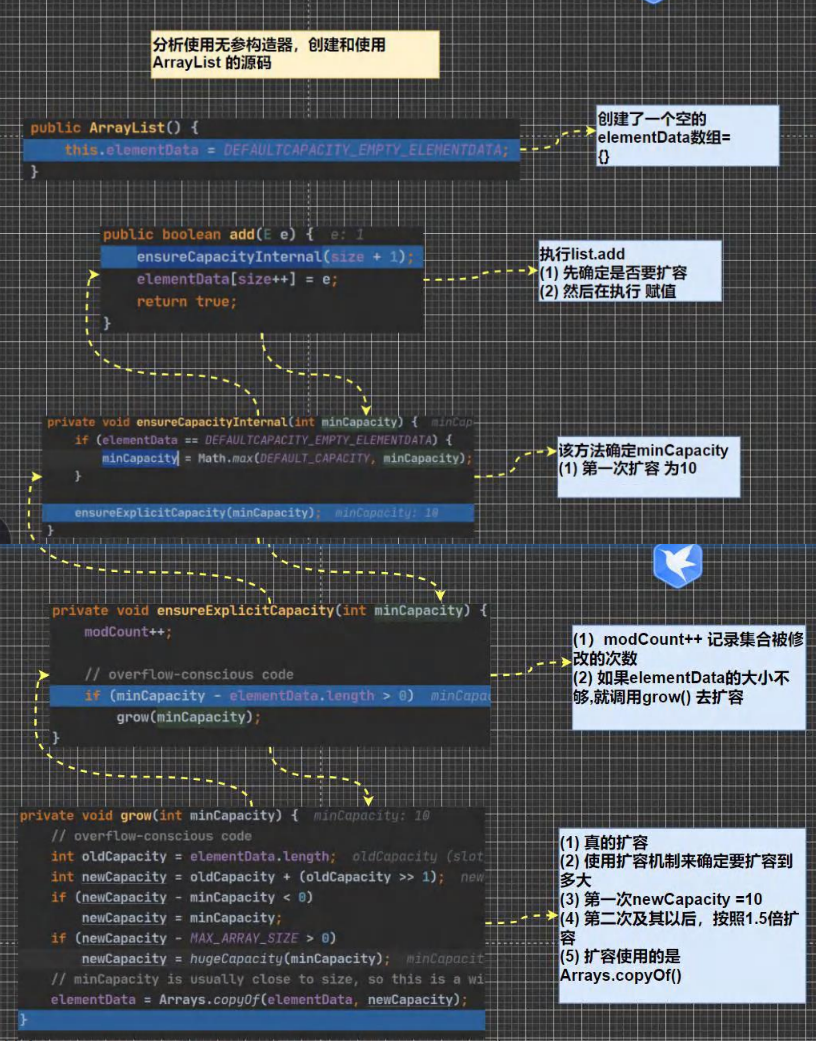 分析使用无参构造器，创建和使用
ArrayList 的源码
public ArrayList() {
this.elementData = DEFAULTCAPACITY_EMPTY_ELEMENTDATA;
}
创建了一个空的
elementData数组=
{}
public boolean add(E e) { e: 1
ensureCapacityInternal(size + 1);
elementData[size++] = e;
return true;
}
执行list.add
(1) 先确定是否要扩容
(2) 然后在执行 赋值
private void ensureCapacityInternal(int minCapacity) { minCap
if (elementData == DEFAULTCAPACITY_EMPTY_ELEMENTDATA) {
minCapacity = Math.max(DEFAULT_CAPACITY, minCapacity);
}
ensureExplicitCapacity(minCapacity); minCapacity: 10
}
该方法确定minCapacity
(1) 第一次扩容 为10
private void ensureExplicitCapacity(int minCapacity) {
modCount++;
// overflow-conscious code
if (minCapacity - elementData.length > 0) minCapac
grow(minCapacity);
}
(1）modCount++ 记录集合被修
改的次数
(2) 如果elementData的大小不
够,就调用grow() 去扩容
private void grow(int minCapacity) { minCapacity: 10
// overflow-conscious code
int oldCapacity = elementData.length; oldCapacity (slot
int newCapacity = oldCapacity + (oldCapacity >> 1); new
if (newCapacity - minCapacity < 0)
newCapacity = minCapacity;
if (newCapacity - MAX_ARRAY_SIZE > 0)
newCapacity = hugeCapacity(minCapacity); minCapacit
// minCapacity is usually close to size, so this is a wi
elementData = Arrays.copyOf(elementData, newCapacity);
}
(1) 真的扩容
(2) 使用扩容机制来确定要扩容到
多大
(3) 第一次newCapacity =10
(4) 第二次及其以后，按照1.5倍扩
容
(5) 扩容使用的是
Arrays.copyOf()